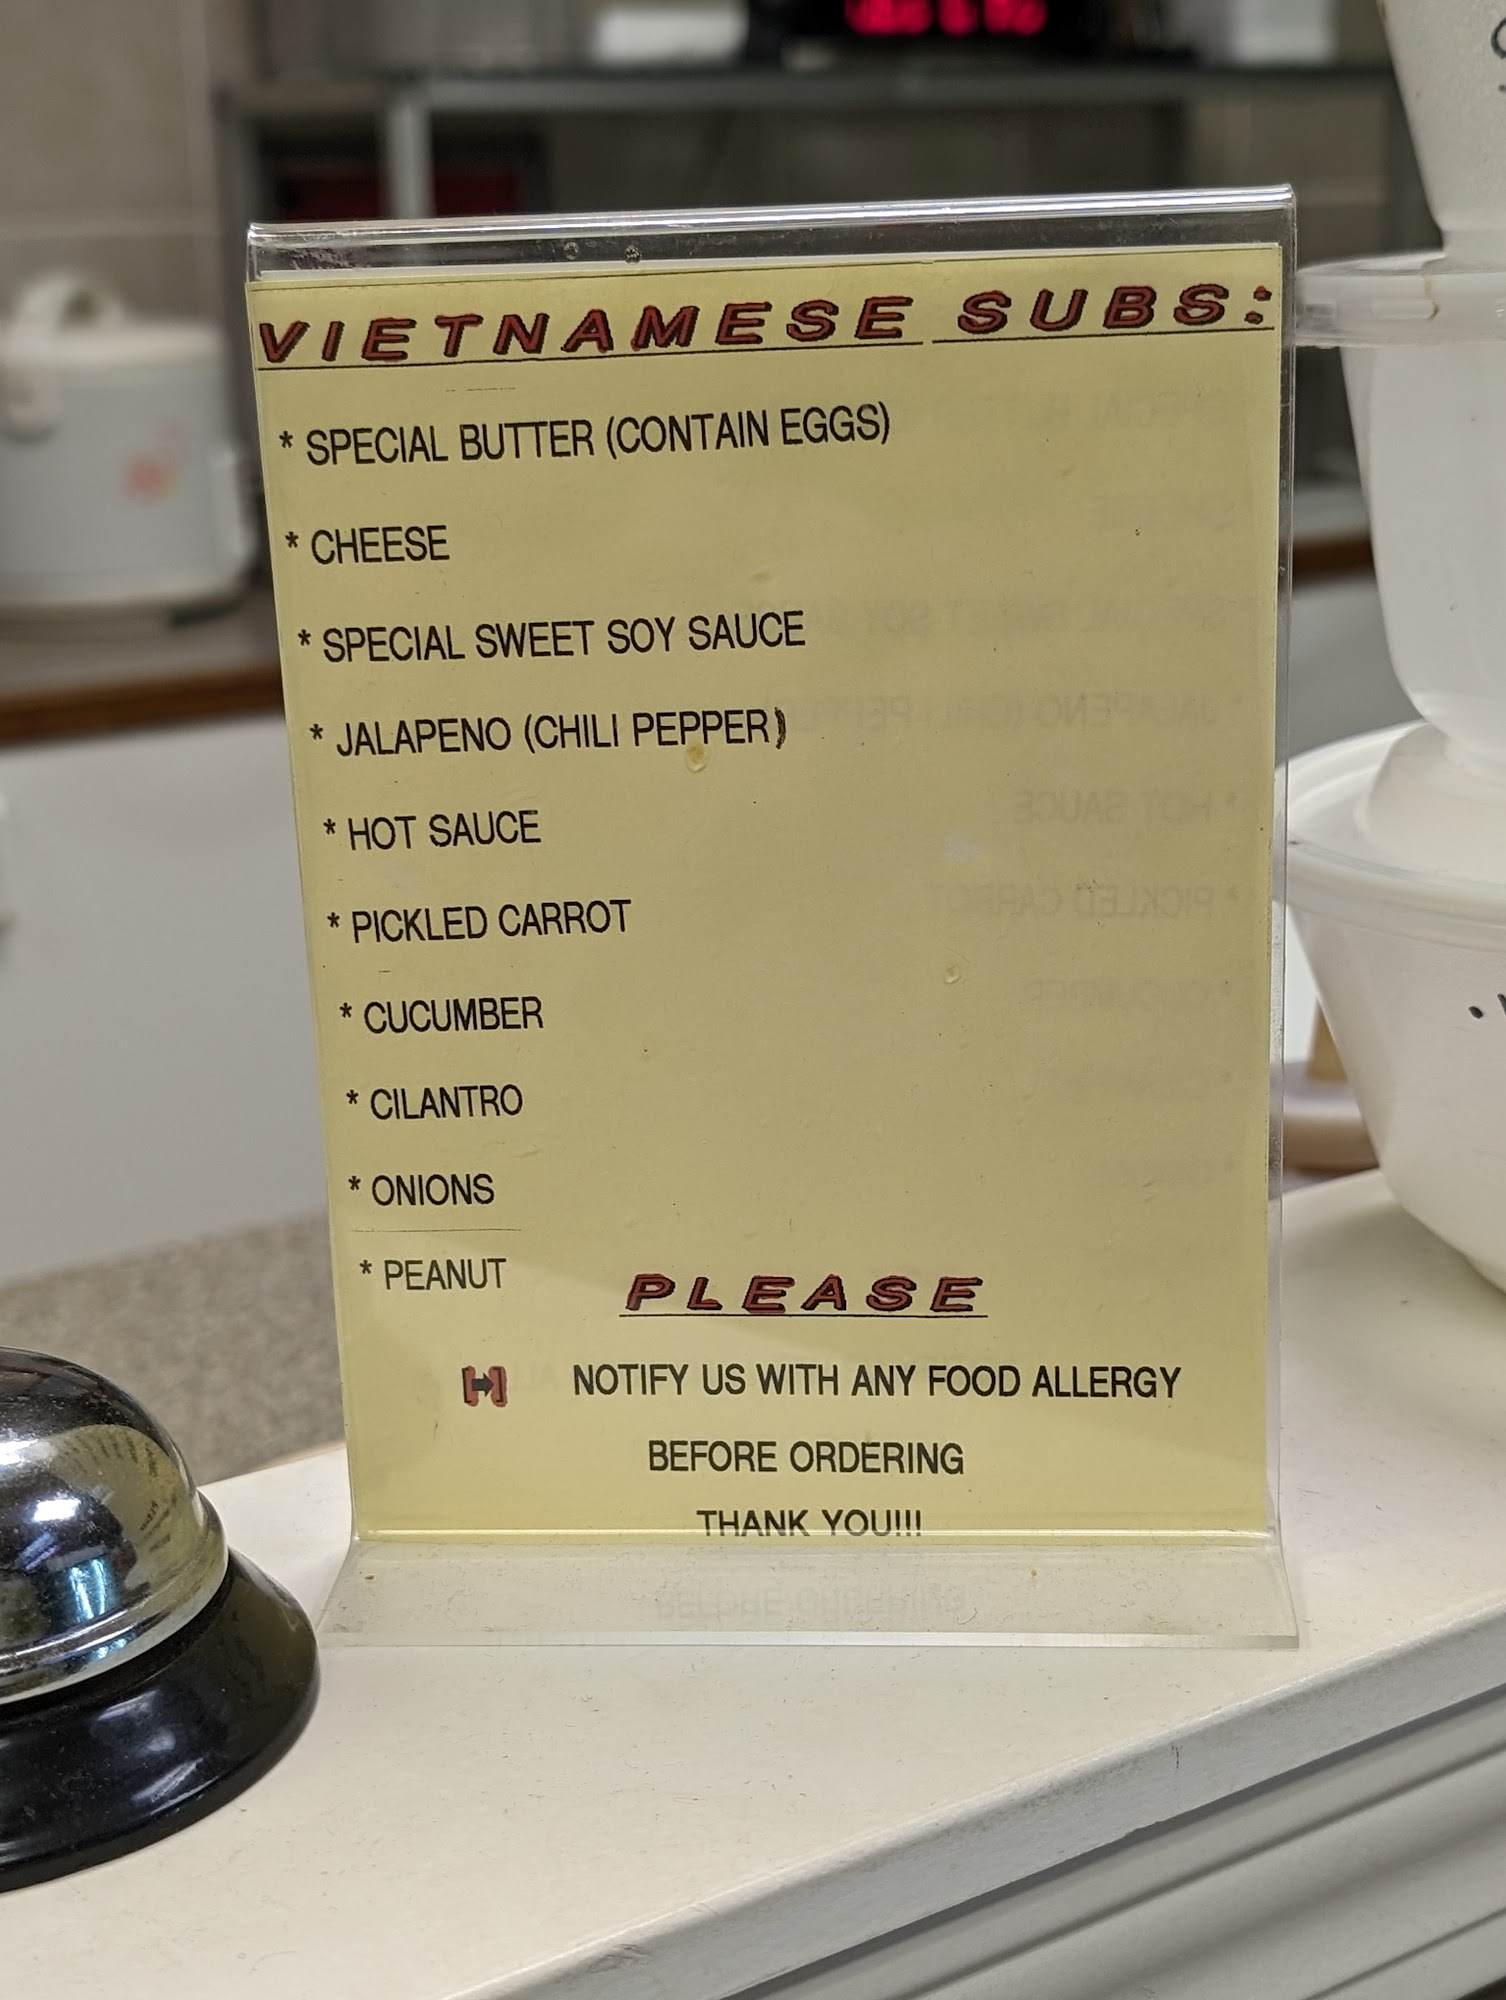 VIETNAMESE SUBS:
* SPECIAL BUTTER (CONTAIN EGGS)
* CHEESE
* SPECIAL SWEET SOY SAUCE
* JALAPENO (CHILI PEPPER)
* HOT SAUCE
* PICKLED CARROT
* CUCUMBER
* CILANTRO
* ONIONS
* PEANUT
PLEASE
NOTIFY US WITH ANY FOOD ALLERGY
BEFORE ORDERING
THANK YOU!!!